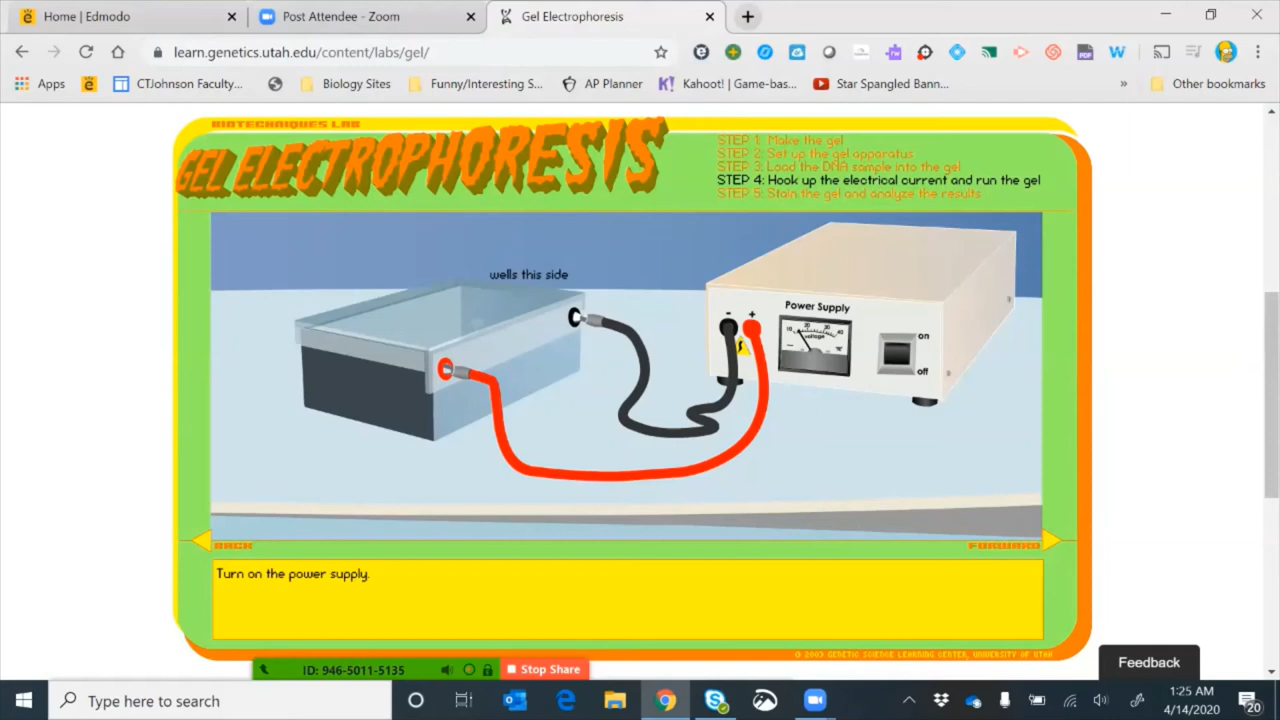 Home | Edmodo
Post Attendee - Zoom
Gel Electrophoresis
learn.genetics.utah.edu/content/labs/gel/
Apps
CTJohnson Faculty...
Biology Sites
Funny/Interesting S...
AP Planner
Kahoot! | Game-bas...
Star Spangled Bann...
»
Other bookmarks
BIOTECHNIQUES LAB
GEL ELECTROPHORESIS
STEP 1: Make the gel
STEP 2: Set up the gel apparatus
STEP 3: Load the DNA sample into the gel
STEP 4: Hook up the electrical current and run the gel
STEP 5: Stain the gel and analyze the results
wells this side
Power Supply
- +
10 20 30 40
voltage
on
off
BACK
FORWARD
Turn on the power supply.
© 2003 GENETIC SCIENCE LEARNING CENTER, UNIVERSITY OF UTAH
ID: 946-5011-5135
Stop Share
Feedback
Type here to search
1:25 AM
4/14/2020
20